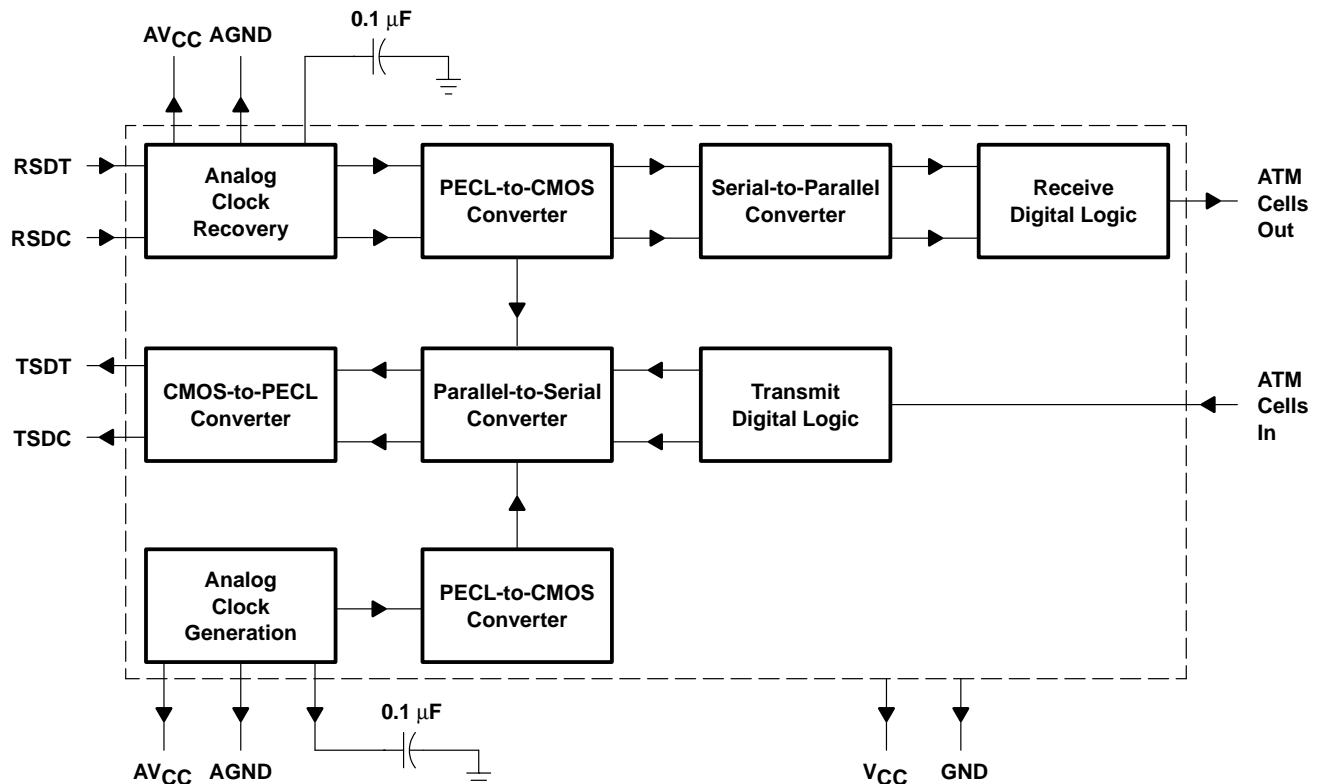 0.1 μF
AVCC AGND
RSDT
RSDC
Analog
Clock
Recovery
PECL-to-CMOS
Converter
Serial-to-Parallel
Converter
Receive
Digital Logic
ATM
Cells
Out
TSDT
TSDC
CMOS-to-PECL
Converter
Parallel-to-Serial
Converter
Transmit
Digital Logic
ATM
Cells
In
Analog
Clock
Generation
PECL-to-CMOS
Converter
0.1 μF
AVCC AGND
VCC GND